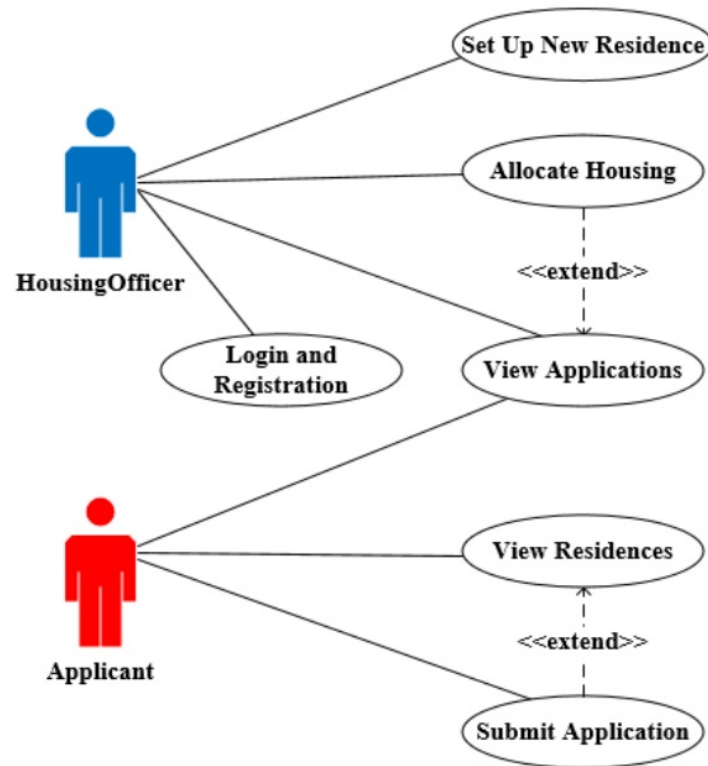 Set Up New Residence
Allocate Housing
<<extend>>
HousingOfficer
Login and
Registration
View Applications
View Residences
<<extend>>
Applicant
Submit Application